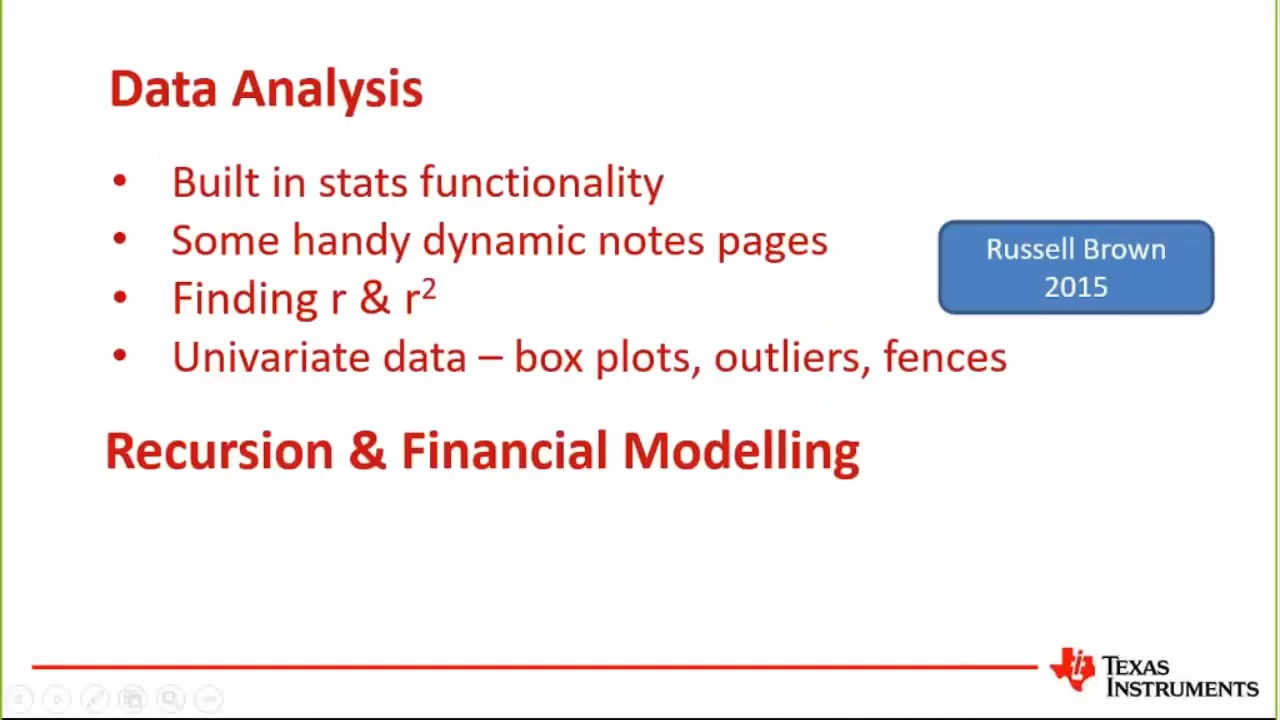 Data Analysis
• Built in stats functionality
• Some handy dynamic notes pages
• Finding r & r²
• Univariate data – box plots, outliers, fences
Russell Brown
2015
Recursion & Financial Modelling
TEXAS
INSTRUMENTS